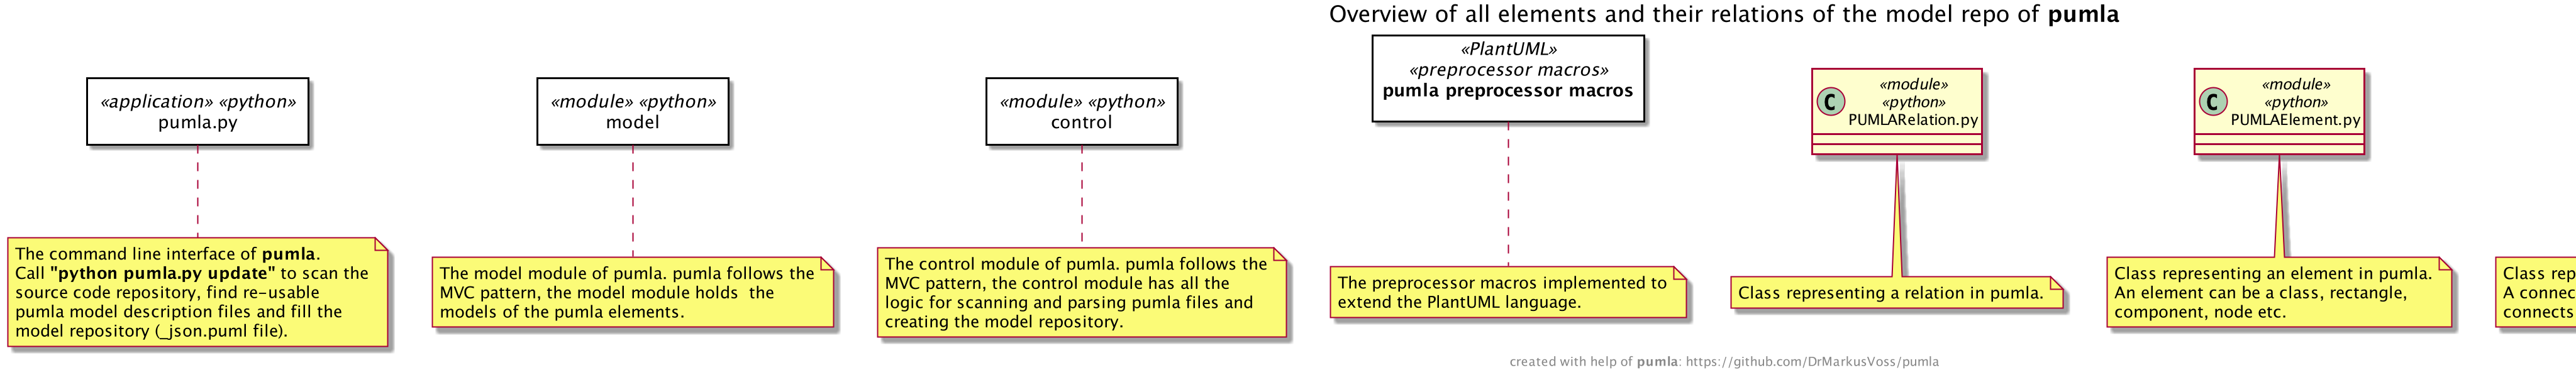 Overview of all elements and their relations of the model repo of pumla
«application» «python»
pumla.py
The command line interface of pumla.
Call "python pumla.py update" to scan the
source code repository, find re-usable
pumla model description files and fill the
model repository (_json.puml file).
«module» «python»
model
The model module of pumla. pumla follows the
MVC pattern, the model module holds  the
models of the pumla elements.
«module» «python»
control
The control module of pumla. pumla follows the
MVC pattern, the control module has all the
logic for scanning and parsing pumla files and
creating the model repository.
«PlantUML»
«preprocessor macros»
pumla preprocessor macros
The preprocessor macros implemented to
extend the PlantUML language.
C
«module»
«python»
PUMLARelation.py
Class representing a relation in pumla.
C
«module»
«python»
PUMLAElement.py
Class representing an element in pumla.
An element can be a class, rectangle,
component, node etc.
Class rep
A connec
connects
created with help of pumla: https://github.com/DrMarkusVoss/pumla